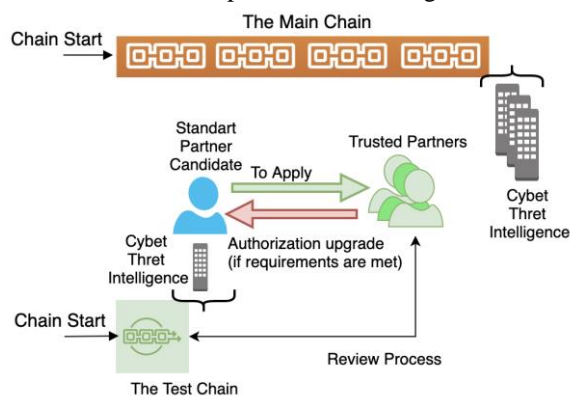 The Main Chain
Chain Start
Standart
Partner
Candidate
Trusted Partners
To Apply
Cybet
Thret
Intelligence
Cybet
Thret
Intelligence
Authorization upgrade
(if requirements are met)
Chain Start
Review Process
The Test Chain